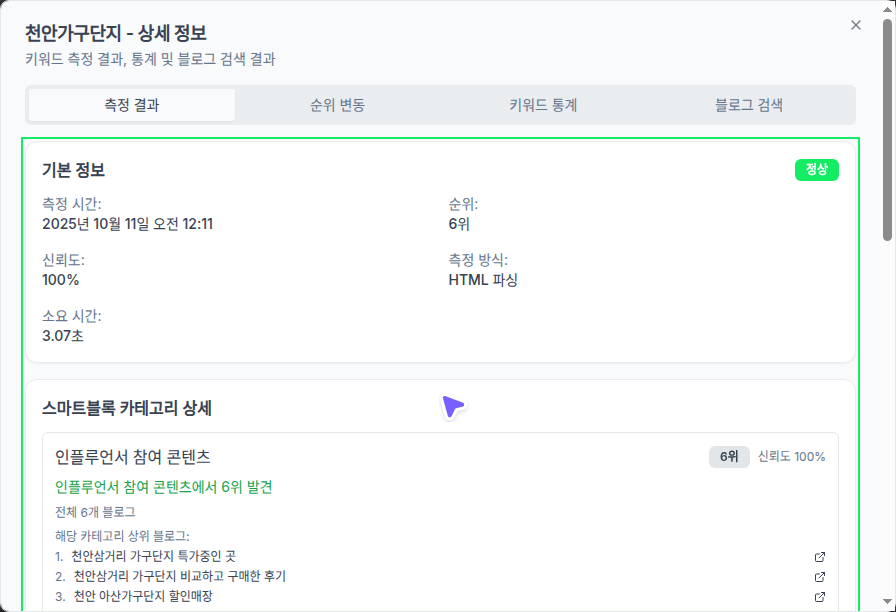 천안가구단지 - 상세 정보
키워드 측정 결과, 통계 및 블로그 검색 결과
측정 결과
순위 변동
키워드 통계
블로그 검색
기본 정보
정상
측정 시간:
2025년 10월 11일 오전 12:11
순위:
6위
신뢰도:
100%
측정 방식:
HTML 파싱
소요 시간:
3.07초
스마트블록 카테고리 상세
인플루언서 참여 콘텐츠
6위 신뢰도 100%
인플루언서 참여 콘텐츠에서 6위 발견
전체 6개 블로그
해당 카테고리 상위 블로그:
1. 천안삼거리 가구단지 특가중인 곳
2. 천안삼거리 가구단지 비교하고 구매한 후기
3. 천안 아산가구단지 할인매장